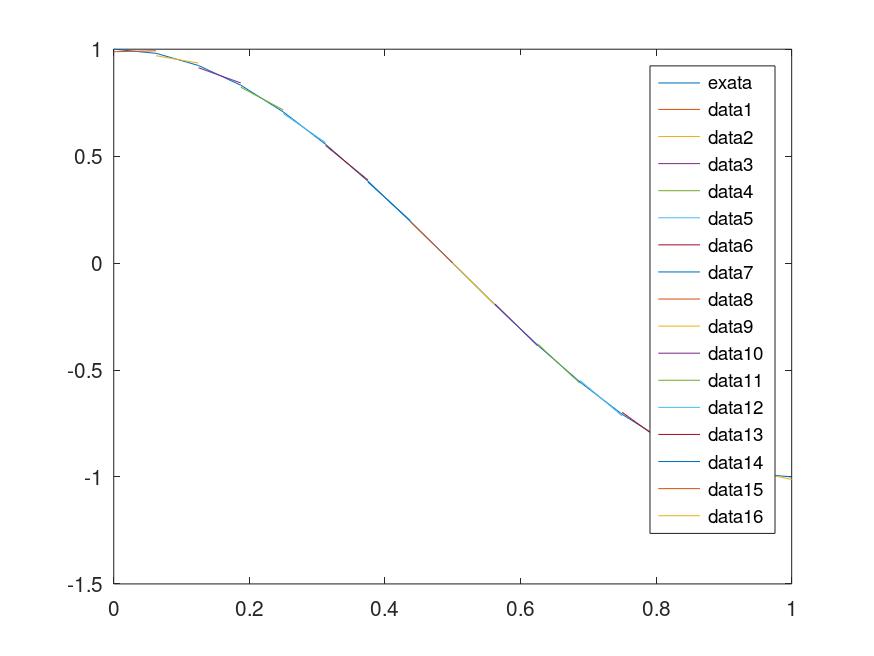 1
0.5
0
-0.5
-1
-1.5
0 0.2 0.4 0.6 0.8 1
exata
data1
data2
data3
data4
data5
data6
data7
data8
data9
data10
data11
data12
data13
data14
data15
data16